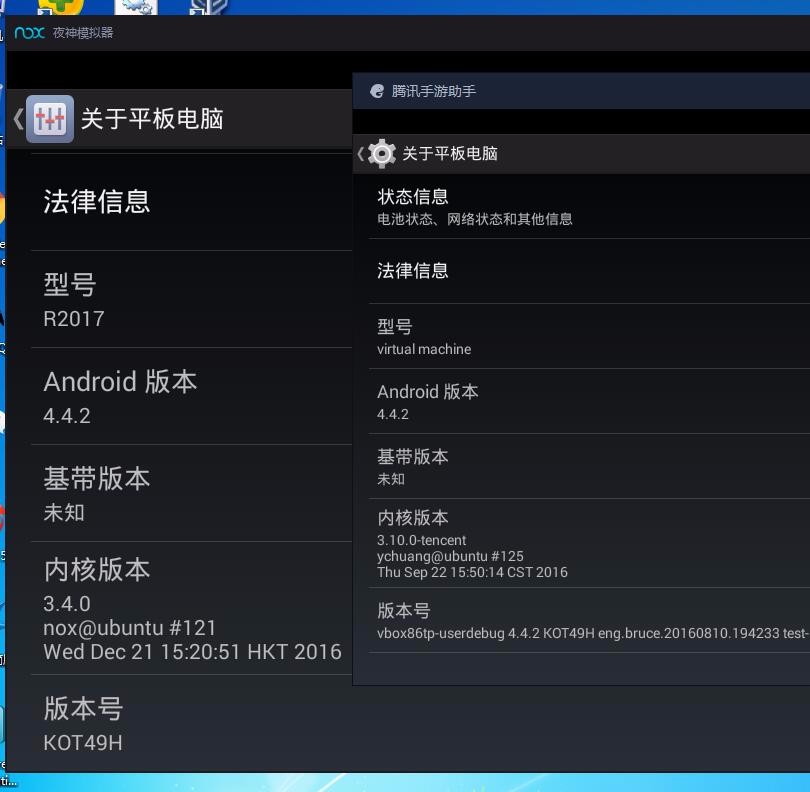 nox 夜神模拟器
关于平板电脑
法律信息
型号
R2017
Android 版本
4.4.2
基带版本
未知
内核版本
3.4.0
nox@ubuntu #121
Wed Dec 21 15:20:51 HKT 2016
版本号
KOT49H
腾讯手游助手
关于平板电脑
状态信息
电池状态、网络状态和其他信息
法律信息
型号
virtual machine
Android 版本
4.4.2
基带版本
未知
内核版本
3.10.0-tencent
ychuang@ubuntu #125
Thu Sep 22 15:50:14 CST 2016
版本号
vbox86tp-userdebug 4.4.2 KOT49H eng.bruce.20160810.194233 test-